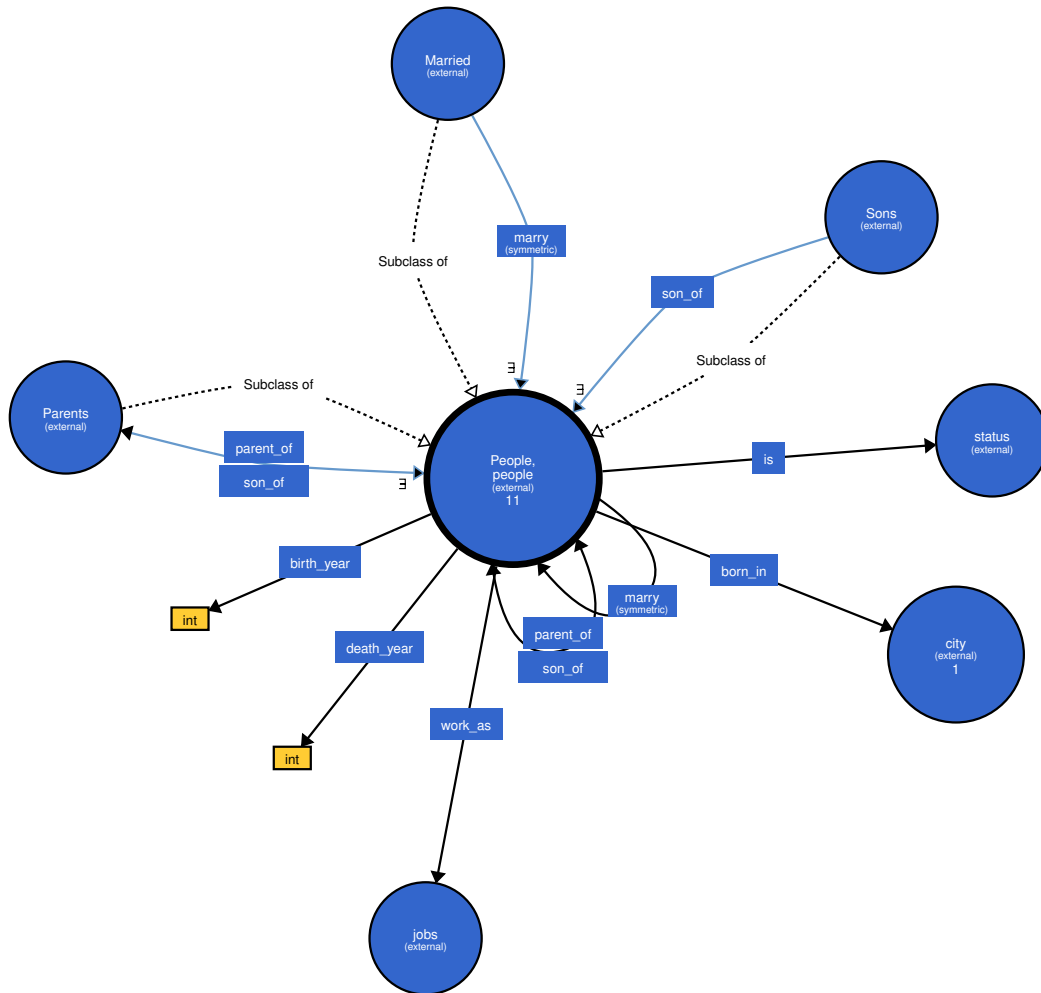 Married
(external)
Sons
(external)
marry
(symmetric)
Subclass of
son_of
Subclass of
∃
∃
Subclass of
Parents
(external)
parent_of
son_of
∃
People,
people
(external)
11
is
status
(external)
birth_year
born_in
int
marry
(symmetric)
death_year
parent_of
son_of
city
(external)
1
work_as
int
jobs
(external)